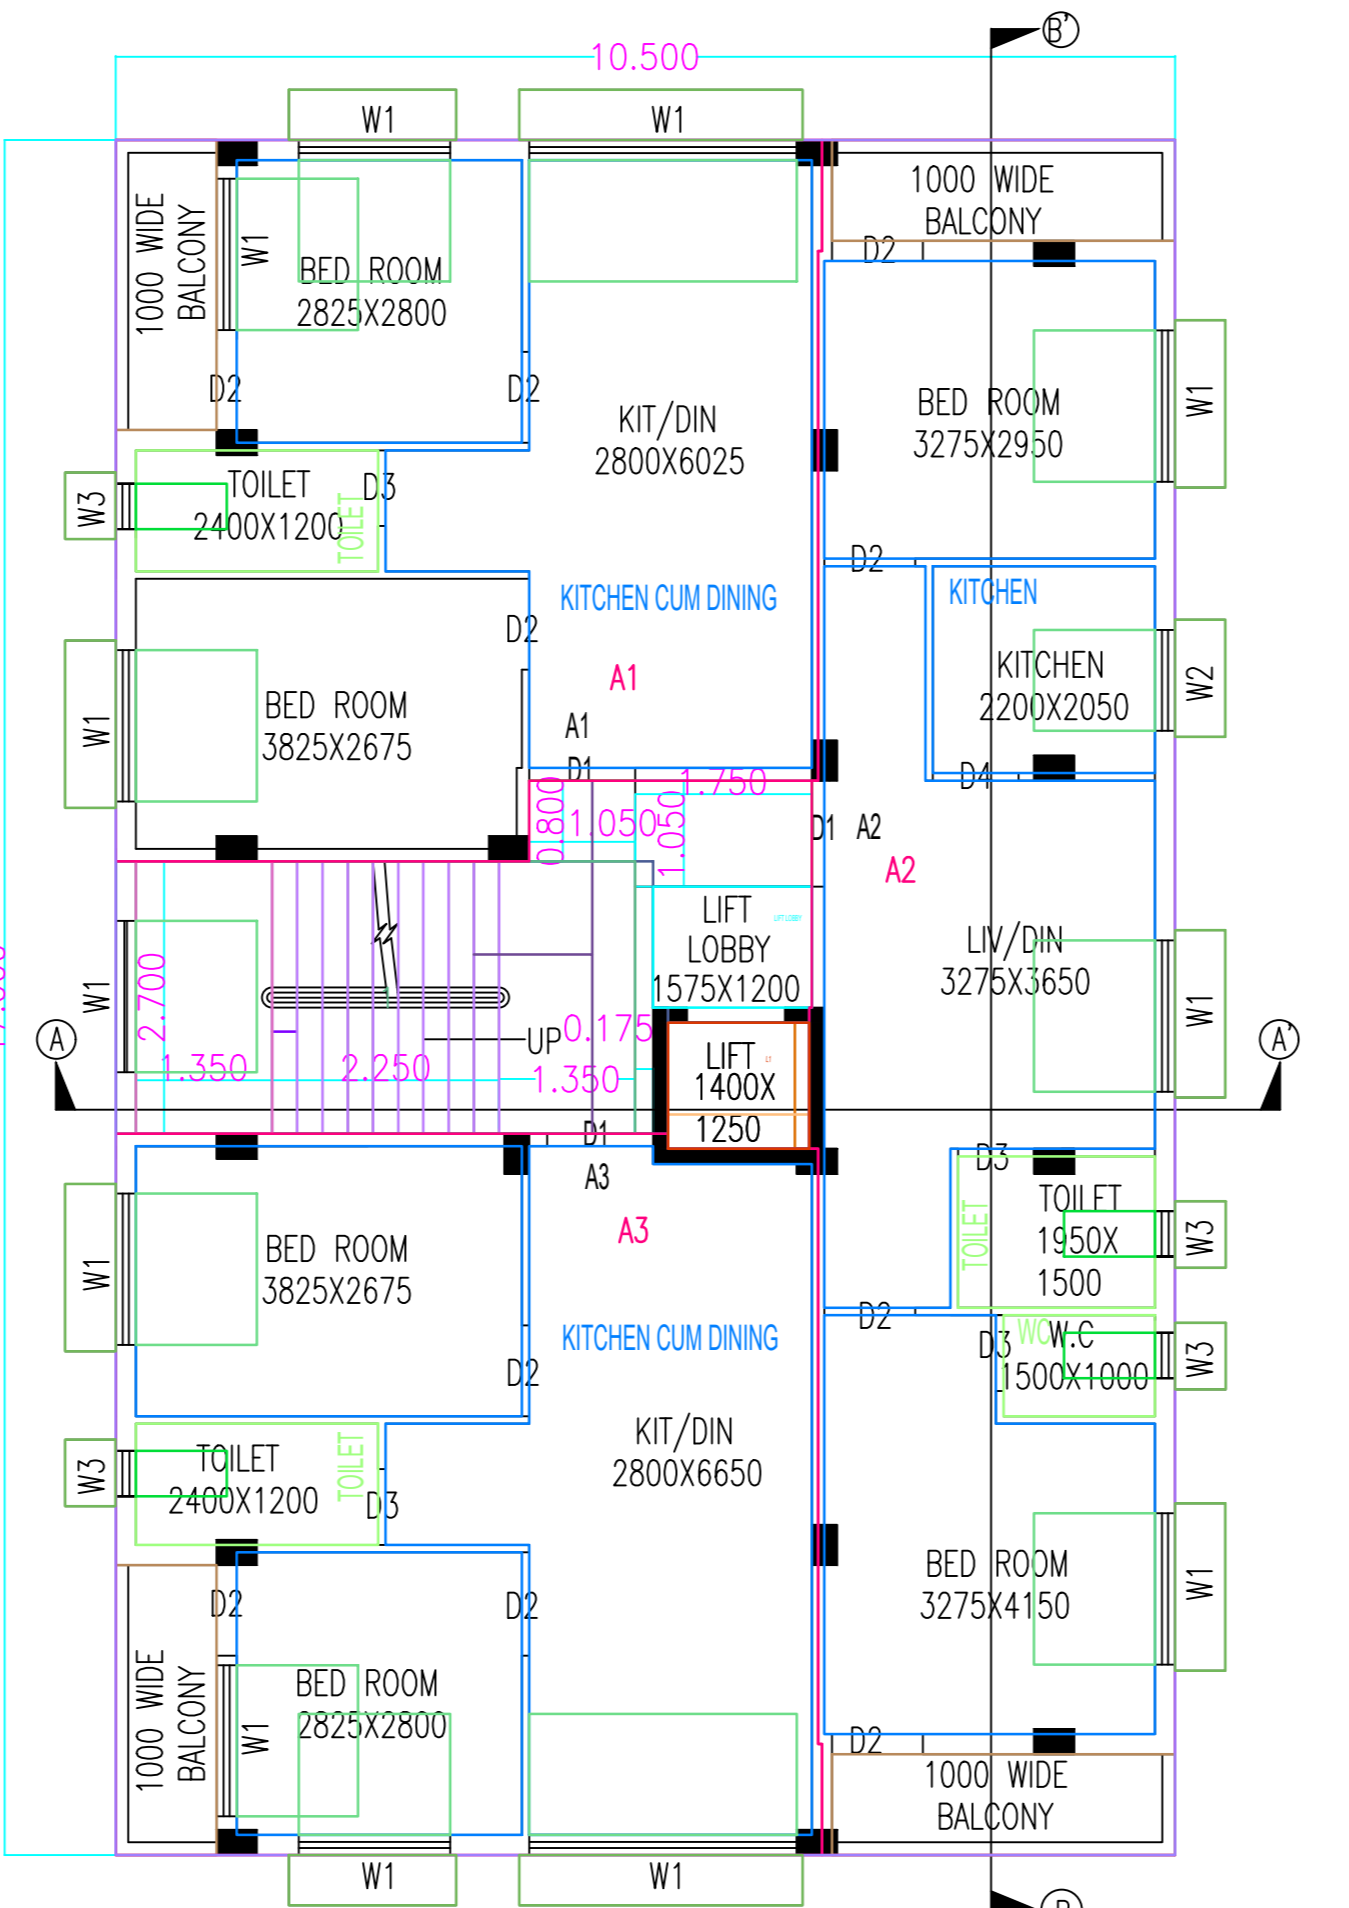 B'
10.500
W1
W1
1000 WIDE
BALCONY
W1
BED ROOM
2825X2800
1000 WIDE
BALCONY
D2
D2
D2
KIT/DIN
2800X6025
BED ROOM
3275X2950
W1
W3
TOILET
2400X1200
TOILET
D3
D2
KITCHEN CUM DINING
KITCHEN
D2
A1
KITCHEN
2200X2050
W2
W1
BED ROOM
3825X2675
A1
D1
1.750
D4
0.800
1.050
1.050
D1
A2
A2
LIFT
LOBBY
1575X1200
LIFT LOBBY
LIV/DIN
3275X3650
W1
W1
2.700
1.350
2.250
UP
0.175
1.350
LIFT
1400X
1250
A
A'
D1
A3
A3
D3
TOILET
TOILET
1950X
1500
W3
W1
BED ROOM
3825X2675
D2
KITCHEN CUM DINING
D2
D3
WC
W.C
1500X1000
W3
KIT/DIN
2800X6650
W3
TOILET
2400X1200
TOILET
D3
D2
D2
BED ROOM
3275X4150
W1
1000 WIDE
BALCONY
W1
BED ROOM
2825X2800
D2
1000 WIDE
BALCONY
W1
W1